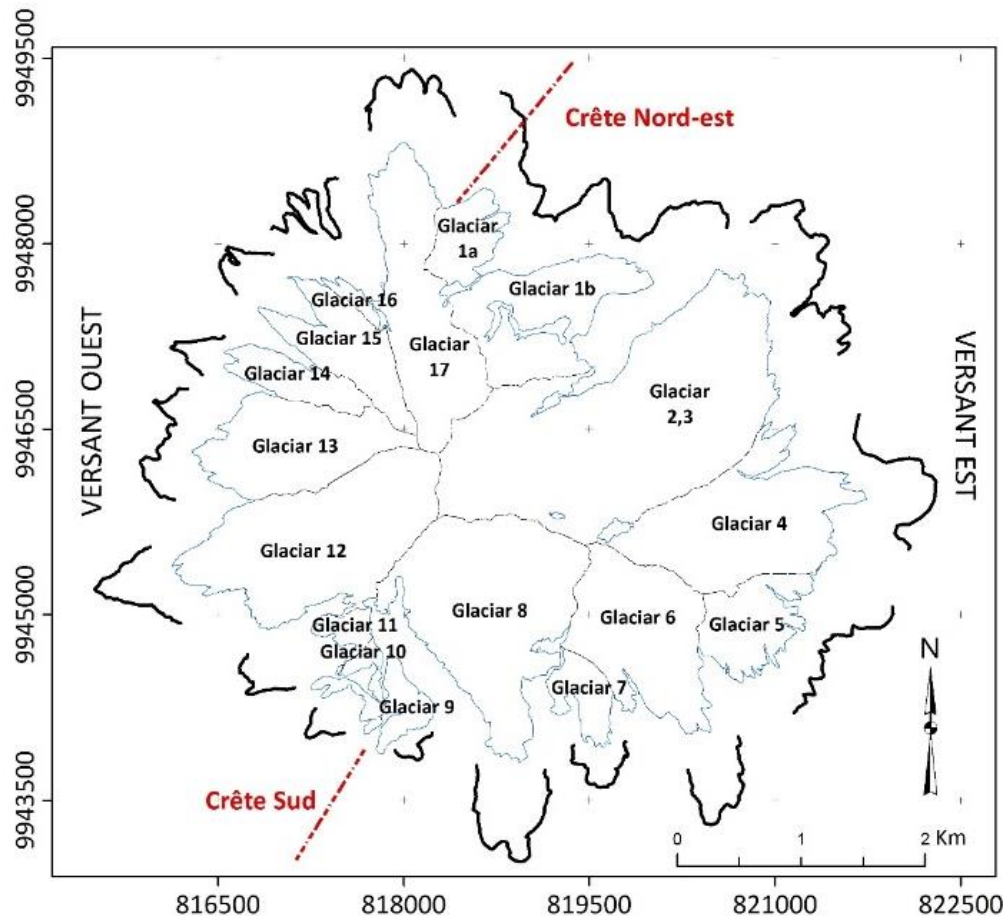 9949500
Crête Nord-est
Glaciar
1a
9948000
Glaciar 1b
Glaciar 16
Glaciar 15
Glaciar
17
Glaciar 14
VERSANT OUEST
VERSANT EST
Glaciar
2,3
9946500
Glaciar 13
Glaciar 4
Glaciar 12
Glaciar 8
Glaciar 6
Glaciar 5
9945000
Glaciar 11
Glaciar 10
Glaciar 7
Glaciar 9
N
Crête Sud
9943500
0 1 2 Km
816500 818000 819500 821000 822500